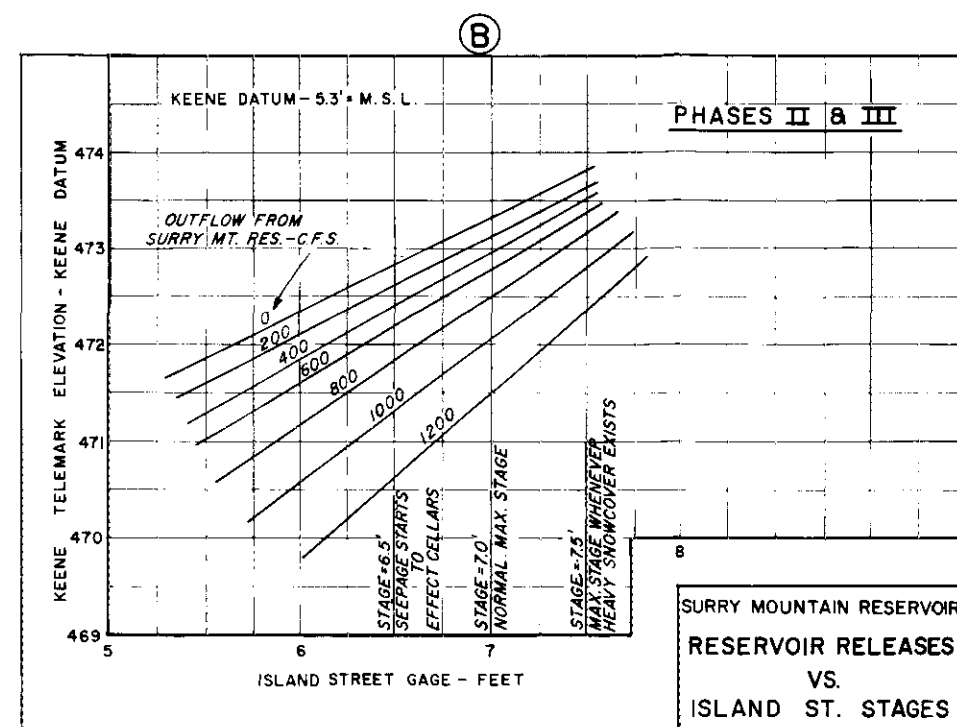 B
KEENE DATUM - 5.3' = M.S.L.
PHASES II & III
KEENE TELEMARK ELEVATION - KEENE DATUM
474
473
472
471
470
469
OUTFLOW FROM
SURRY MT. RES. - C.F.S.
0
200
400
600
800
1000
1200
STAGE=6.5'
SEEPAGE STARTS
TO
EFFECT CELLARS
STAGE=7.0'
NORMAL MAX. STAGE
STAGE=7.5'
MAX. STAGE WHENEVER
HEAVY SNOWCOVER EXISTS
5
6
7
8
ISLAND STREET GAGE - FEET
SURRY MOUNTAIN RESERVOIR
RESERVOIR RELEASES
VS.
ISLAND ST. STAGES